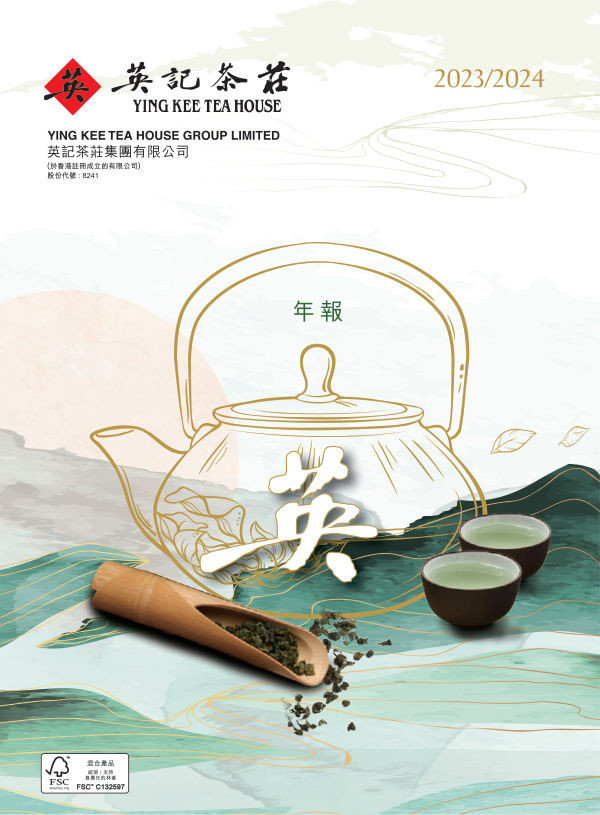 英
英記茶莊
YING KEE TEA HOUSE
2023/2024
YING KEE TEA HOUSE GROUP LIMITED
英記茶莊集團有限公司
(於香港註冊成立的有限公司)
股份代號 : 8241
年報
英
FSC
www.fsc.org
混合產品
紙張 | 支持
負責任的林業
FSC™ C132597